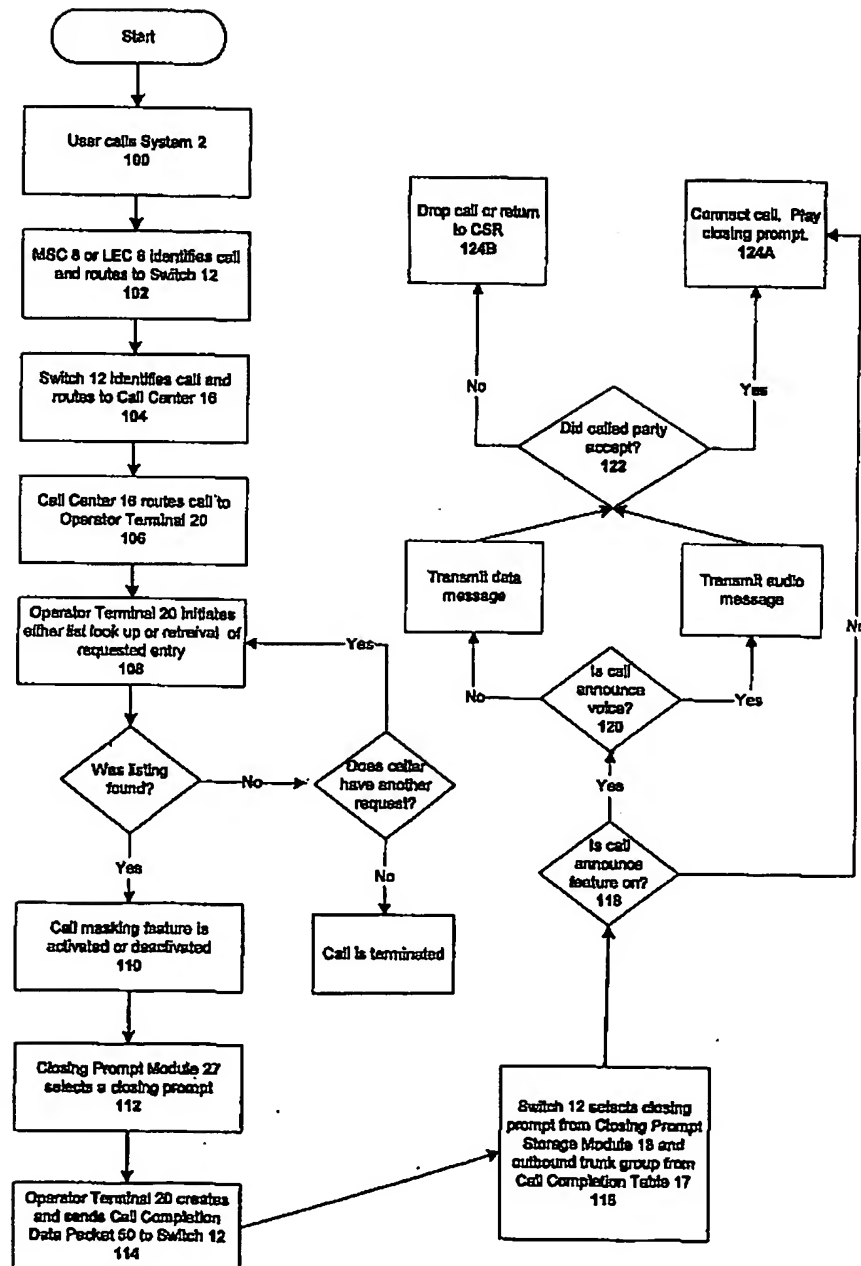 Start
User calls System 2
100
MSC 8 or LEC 6 identifies call
and routes to Switch 12
102
Switch 12 identifies call and
routes to Call Center 16
104
Call Center 16 routes call to
Operator Terminal 20
106
Operator Terminal 20 initiates
either list look up or retreival of
requested entry
108
Was listing
found?
No
Does caller
have another
request?
Yes
No
Call is terminated
Yes
Call masking feature is
activated or deactivated
110
Closing Prompt Module 27
selects a closing prompt
112
Operator Terminal 20 creates
and sends Call Completion
Data Packet 50 to Switch 12
114
Switch 12 selects closing
prompt from Closing Prompt
Storage Module 18 and
outbound trunk group from
Call Completion Table 17
116
Is call
announce
feature on?
118
No
Yes
Is call
announce
voice?
120
No
Yes
Transmit data
message
Transmit audio
message
Did called party
accept?
122
No
Yes
Drop call or return
to CSR
124B
Connect call. Play
closing prompt.
124A